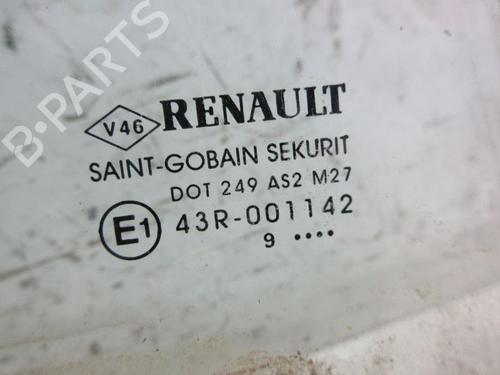 B-PARTS
V46 RENAULT
SAINT-GOBAIN SEKURIT
DOT 249 AS2 M27
E1 43R-001142
9 ••••